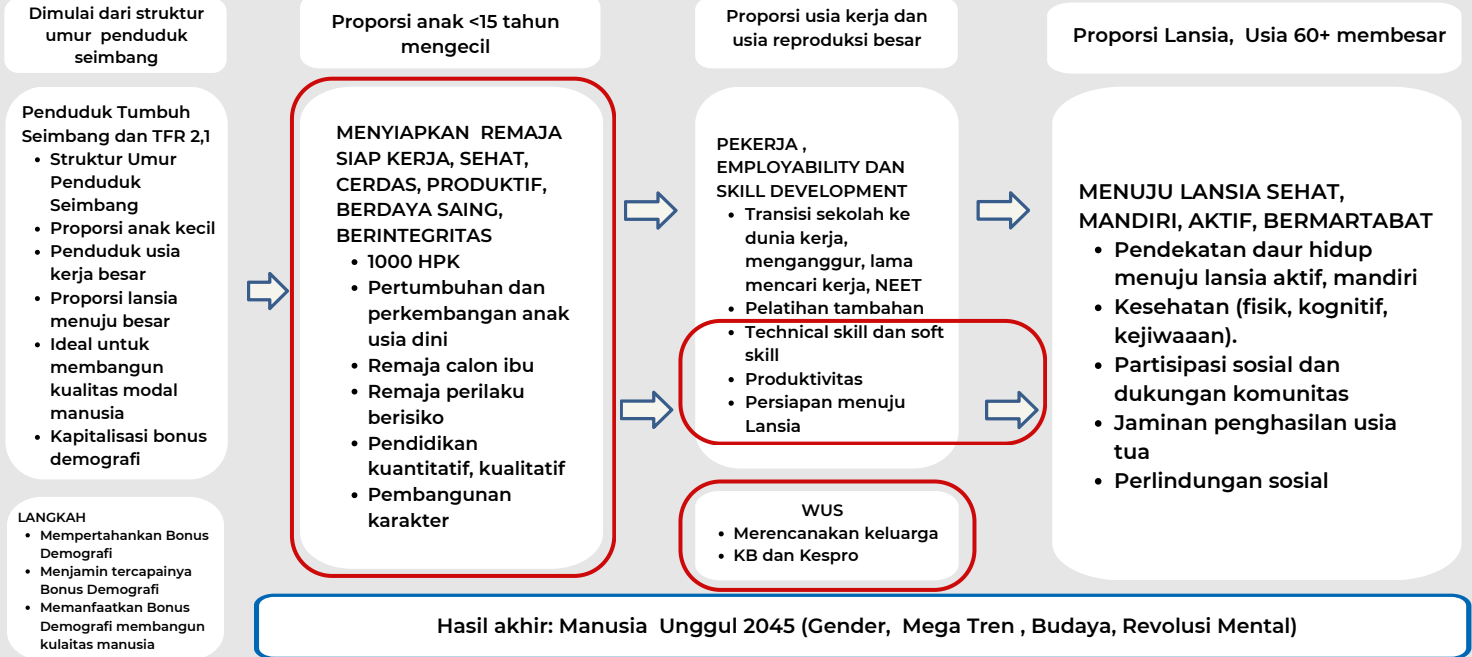 Dimulai dari struktur
umur penduduk
seimbang
Penduduk Tumbuh
Seimbang dan TFR 2,1
• Struktur Umur
Penduduk
Seimbang
• Proporsi anak kecil
• Penduduk usia
kerja besar
• Proporsi lansia
menuju besar
• Ideal untuk
membangun
kualitas modal
manusia
• Kapitalisasi bonus
demografi
LANGKAH
• Mempertahankan Bonus
Demografi
• Menjamin tercapainya
Bonus Demografi
• Memanfaatkan Bonus
Demografi membangun
kulaitas manusia
Proporsi anak <15 tahun
mengecil
MENYIAPKAN REMAJA
SIAP KERJA, SEHAT,
CERDAS, PRODUKTIF,
BERDAYA SAING,
BERINTEGRITAS
• 1000 HPK
• Pertumbuhan dan
perkembangan anak
usia dini
• Remaja calon ibu
• Remaja perilaku
berisiko
• Pendidikan
kuantitatif, kualitatif
• Pembangunan
karakter
Proporsi usia kerja dan
usia reproduksi besar
PEKERJA ,
EMPLOYABILITY DAN
SKILL DEVELOPMENT
• Transisi sekolah ke
dunia kerja,
menganggur, lama
mencari kerja, NEET
• Pelatihan tambahan
• Technical skill dan soft
skill
• Produktivitas
• Persiapan menuju
Lansia
WUS
• Merencanakan keluarga
• KB dan Kespro
Proporsi Lansia, Usia 60+ membesar
MENUJU LANSIA SEHAT,
MANDIRI, AKTIF, BERMARTABAT
• Pendekatan daur hidup
menuju lansia aktif, mandiri
• Kesehatan (fisik, kognitif,
kejiwaaan).
• Partisipasi sosial dan
dukungan komunitas
• Jaminan penghasilan usia
tua
• Perlindungan sosial
Hasil akhir: Manusia Unggul 2045 (Gender, Mega Tren , Budaya, Revolusi Mental)